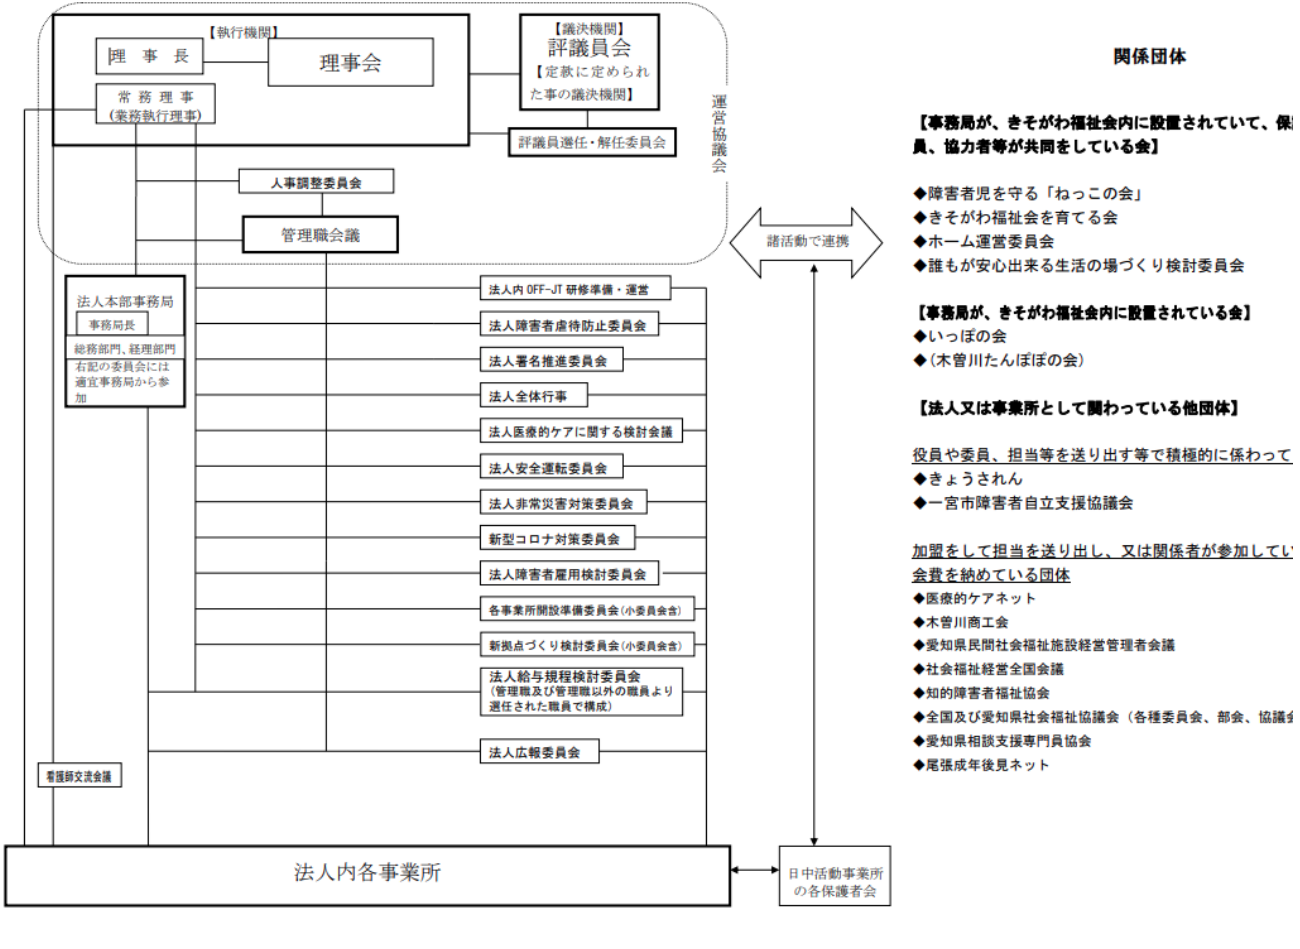 【執行機関】
理 事 長
理事会
常 務 理 事
(業務執行理事)
【議決機関】
評議員会
【定款に定められ
た事の議決機関】
評議員選任・解任委員会
運営協議会
人事調整委員会
管理職会議
法人本部事務局
事務局長
総務部門、経理部門
右記の委員会には
適宜事務局から参
加
法人内 OFF-JT 研修準備・運営
法人障害者虐待防止委員会
法人署名推進委員会
法人全体行事
法人医療的ケアに関する検討会議
法人安全運転委員会
法人非常災害対策委員会
新型コロナ対策委員会
法人障害者雇用検討委員会
各事業所開設準備委員会(小委員会含)
新拠点づくり検討委員会(小委員会含)
法人給与規程検討委員会
(管理職及び管理職以外の職員より
選任された職員で構成)
法人広報委員会
看護師交流会議
法人内各事業所
諸活動で連携
日中活動事業所
の各保護者会
関係団体
【事務局が、きそがわ福祉会内に設置されていて、保
員、協力者等が共同をしている会】
◆障害者児を守る「ねっこの会」
◆きそがわ福祉会を育てる会
◆ホーム運営委員会
◆誰もが安心出来る生活の場づくり検討委員会
【事務局が、きそがわ福祉会内に設置されている会】
◆いっぽの会
◆(木曽川たんぽぽの会)
【法人又は事業所として関わっている他団体】
役員や委員、担当等を送り出す等で積極的に係わって
◆きょうされん
◆一宮市障害者自立支援協議会
加盟をして担当を送り出し、又は関係者が参加してい
会費を納めている団体
◆医療的ケアネット
◆木曽川商工会
◆愛知県民間社会福祉施設経営管理者会議
◆社会福祉経営全国会議
◆知的障害者福祉協会
◆全国及び愛知県社会福祉協議会（各種委員会、部会、協議会
◆愛知県相談支援専門員協会
◆尾張成年後見ネット